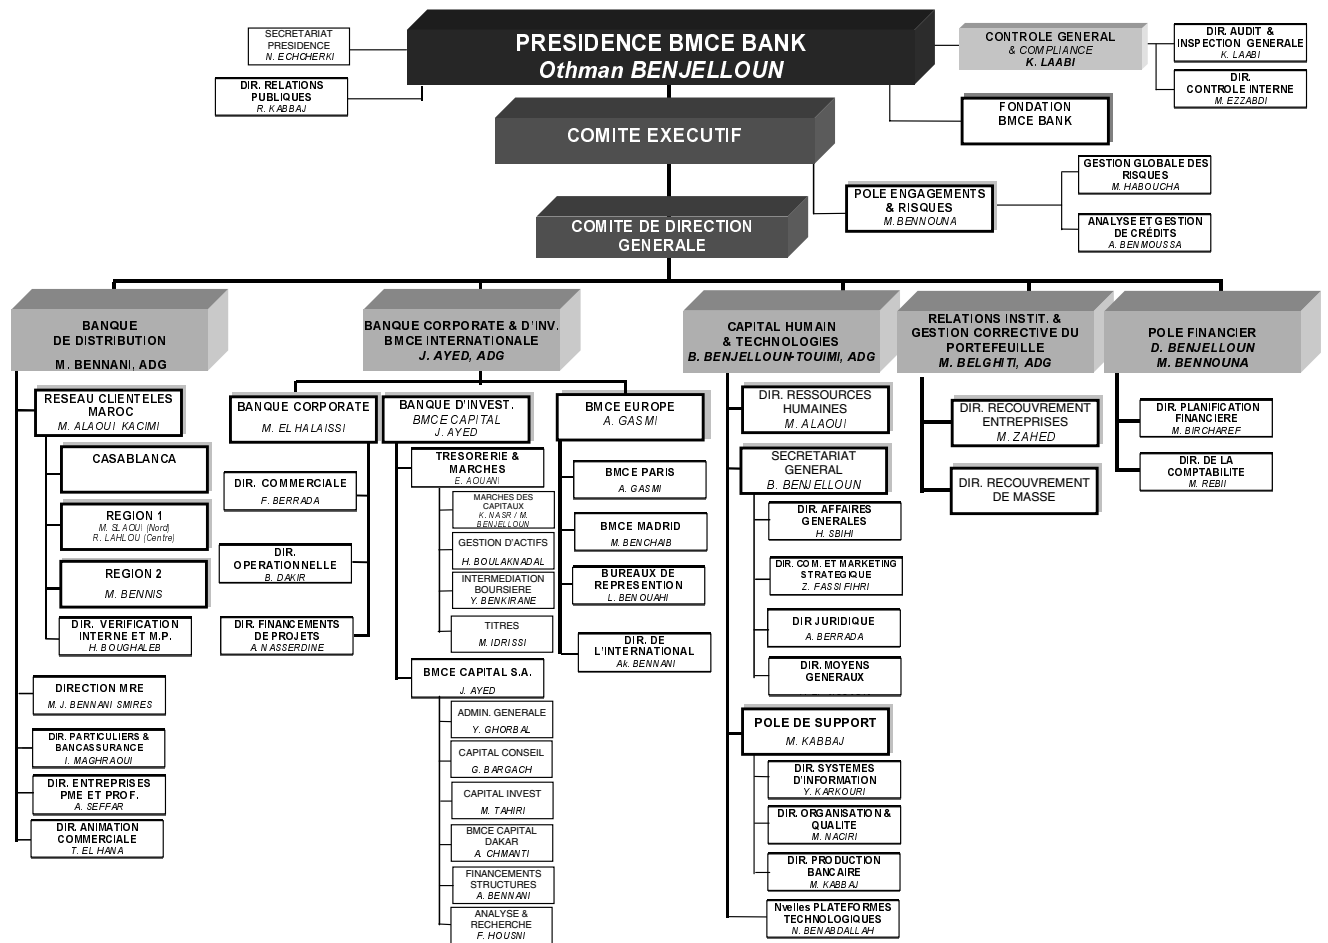 SECRETARIAT
PRESIDENCE
N. ECHCHERKI
DIR. RELATIONS
PUBLIQUES
R. KABBAJ
PRESIDENCE BMCE BANK
Othman BENJELLOUN
CONTROLE GENERAL
& COMPLIANCE
K. LAABI
DIR. AUDIT &
INSPECTION GENERALE
K. LAABI
DIR.
CONTROLE INTERNE
M. EZZABDI
FONDATION
BMCE BANK
COMITE EXECUTIF
POLE ENGAGEMENTS
& RISQUES
M. BENNOUNA
GESTION GLOBALE DES
RISQUES
M. HABOUCHA
ANALYSE ET GESTION
DE CRÉDITS
A. BENMOUSSA
COMITE DE DIRECTION
GENERALE
BANQUE
DE DISTRIBUTION
M. BENNANI, ADG
RESEAU CLIENTELES
MAROC
M. ALAOUI KACIMI
CASABLANCA
REGION 1
M. SLAOUI (Nord)
R. LAHLOU (Centre)
REGION 2
M. BENNIS
DIR. VERIFICATION
INTERNE ET M.P.
H. BOUGHALEB
DIRECTION MRE
M. J. BENNANI SMIRES
DIR. PARTICULIERS &
BANCASSURANCE
I. MAGHRAOUI
DIR. ENTREPRISES
PME ET PROF.
A. SEFFAR
DIR. ANIMATION
COMMERCIALE
T. EL HANA
BANQUE CORPORATE & D'INV.
BMCE INTERNATIONALE
J. AYED, ADG
BANQUE CORPORATE
M. EL HALAISSI
DIR. COMMERCIALE
F. BERRADA
DIR.
OPERATIONNELLE
B. DAKIR
DIR. FINANCEMENTS
DE PROJETS
A. NASSERDINE
BANQUE D'INVEST.
BMCE CAPITAL
J. AYED
TRESORERIE &
MARCHES
E. AOUANI
MARCHES DES
CAPITAUX
K. NASR / M.
BENJELLOUN
GESTION D'ACTIFS
H. BOULAKNADAL
INTERMEDIATION
BOURSIERE
Y. BENKIRANE
TITRES
M. IDRISSI
BMCE CAPITAL S.A.
J. AYED
ADMIN. GENERALE
Y. GHORBAL
CAPITAL CONSEIL
G. BARGACH
CAPITAL INVEST
M. TAHIRI
BMCE CAPITAL
DAKAR
A. CHMANTI
FINANCEMENTS
STRUCTURES
A. BENNANI
ANALYSE &
RECHERCHE
F. HOUSNI
BMCE EUROPE
A. GASMI
BMCE PARIS
A. GASMI
BMCE MADRID
M. BENCHAIB
BUREAUX DE
REPRESENTION
L. BENOUAHI
DIR. DE
L'INTERNATIONAL
Ak. BENNANI
CAPITAL HUMAIN
& TECHNOLOGIES
B. BENJELLOUN-TOUIMI, ADG
DIR. RESSOURCES
HUMAINES
M. ALAOUI
SECRETARIAT
GENERAL
B. BENJELLOUN
DIR. AFFAIRES
GENERALES
H. SBIHI
DIR. COM. ET MARKETING
STRATEGIQUE
Z. FASSI FIHRI
DIR JURIDIQUE
A. BERRADA
DIR. MOYENS
GENERAUX
POLE DE SUPPORT
M. KABBAJ
DIR. SYSTEMES
D'INFORMATION
Y. KARKOURI
DIR. ORGANISATION &
QUALITE
M. NACIRI
DIR. PRODUCTION
BANCAIRE
M. KABBAJ
Nvelles PLATEFORMES
TECHNOLOGIQUES
N. BENABDALLAH
RELATIONS INSTIT. &
GESTION CORRECTIVE DU
PORTEFEUILLE
M. BELGHITI, ADG
DIR. RECOUVREMENT
ENTREPRISES
M. ZAHED
DIR. RECOUVREMENT
DE MASSE
POLE FINANCIER
D. BENJELLOUN
M. BENNOUNA
DIR. PLANIFICATION
FINANCIERE
M. BIRCHAREF
DIR. DE LA
COMPTABILITE
M. REBII